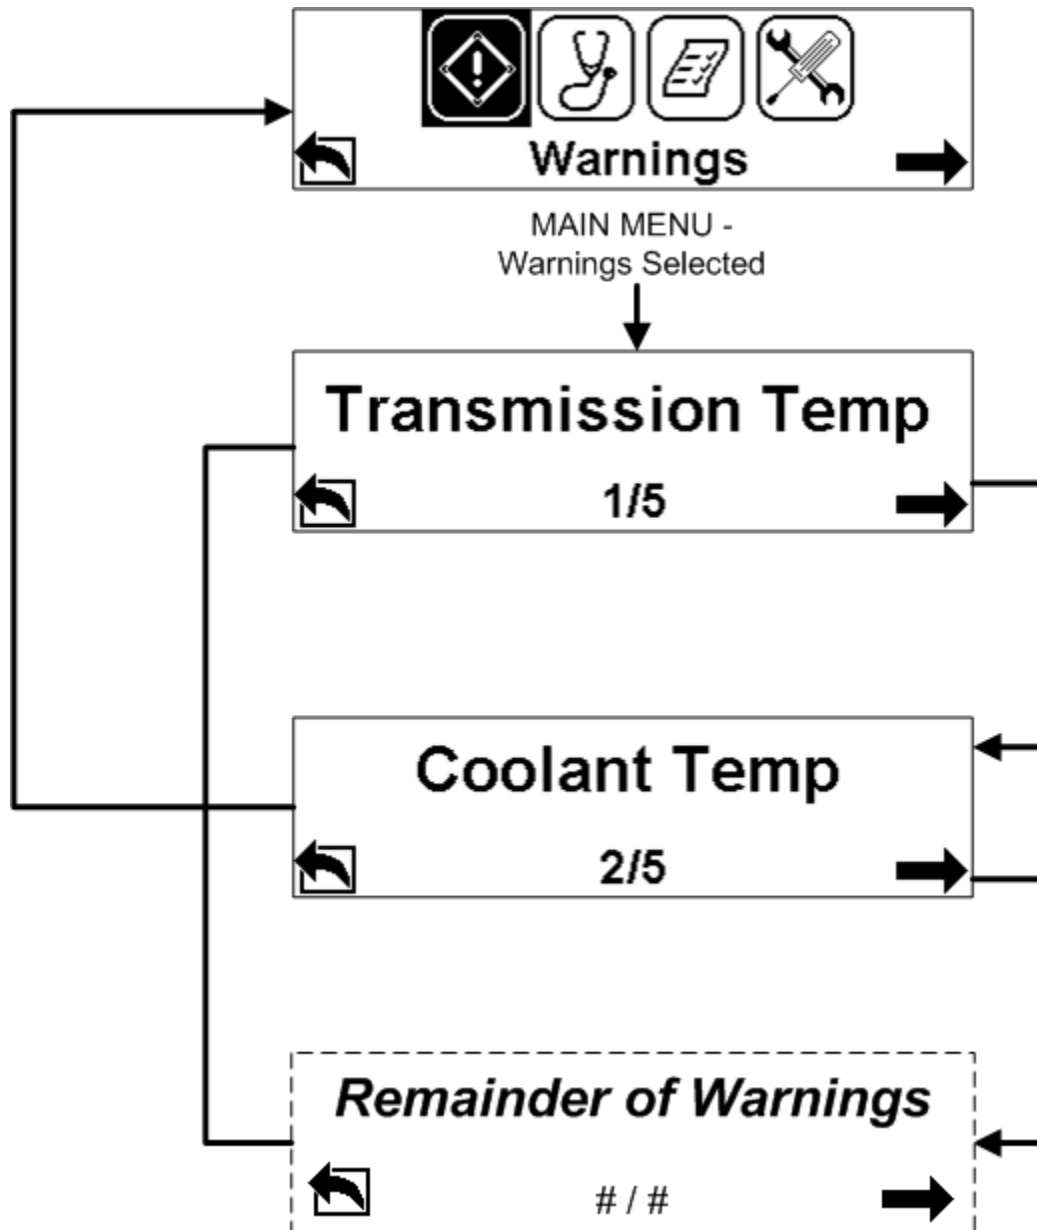 Warnings
MAIN MENU -
Warnings Selected
Transmission Temp
1/5
Coolant Temp
2/5
Remainder of Warnings
# / #